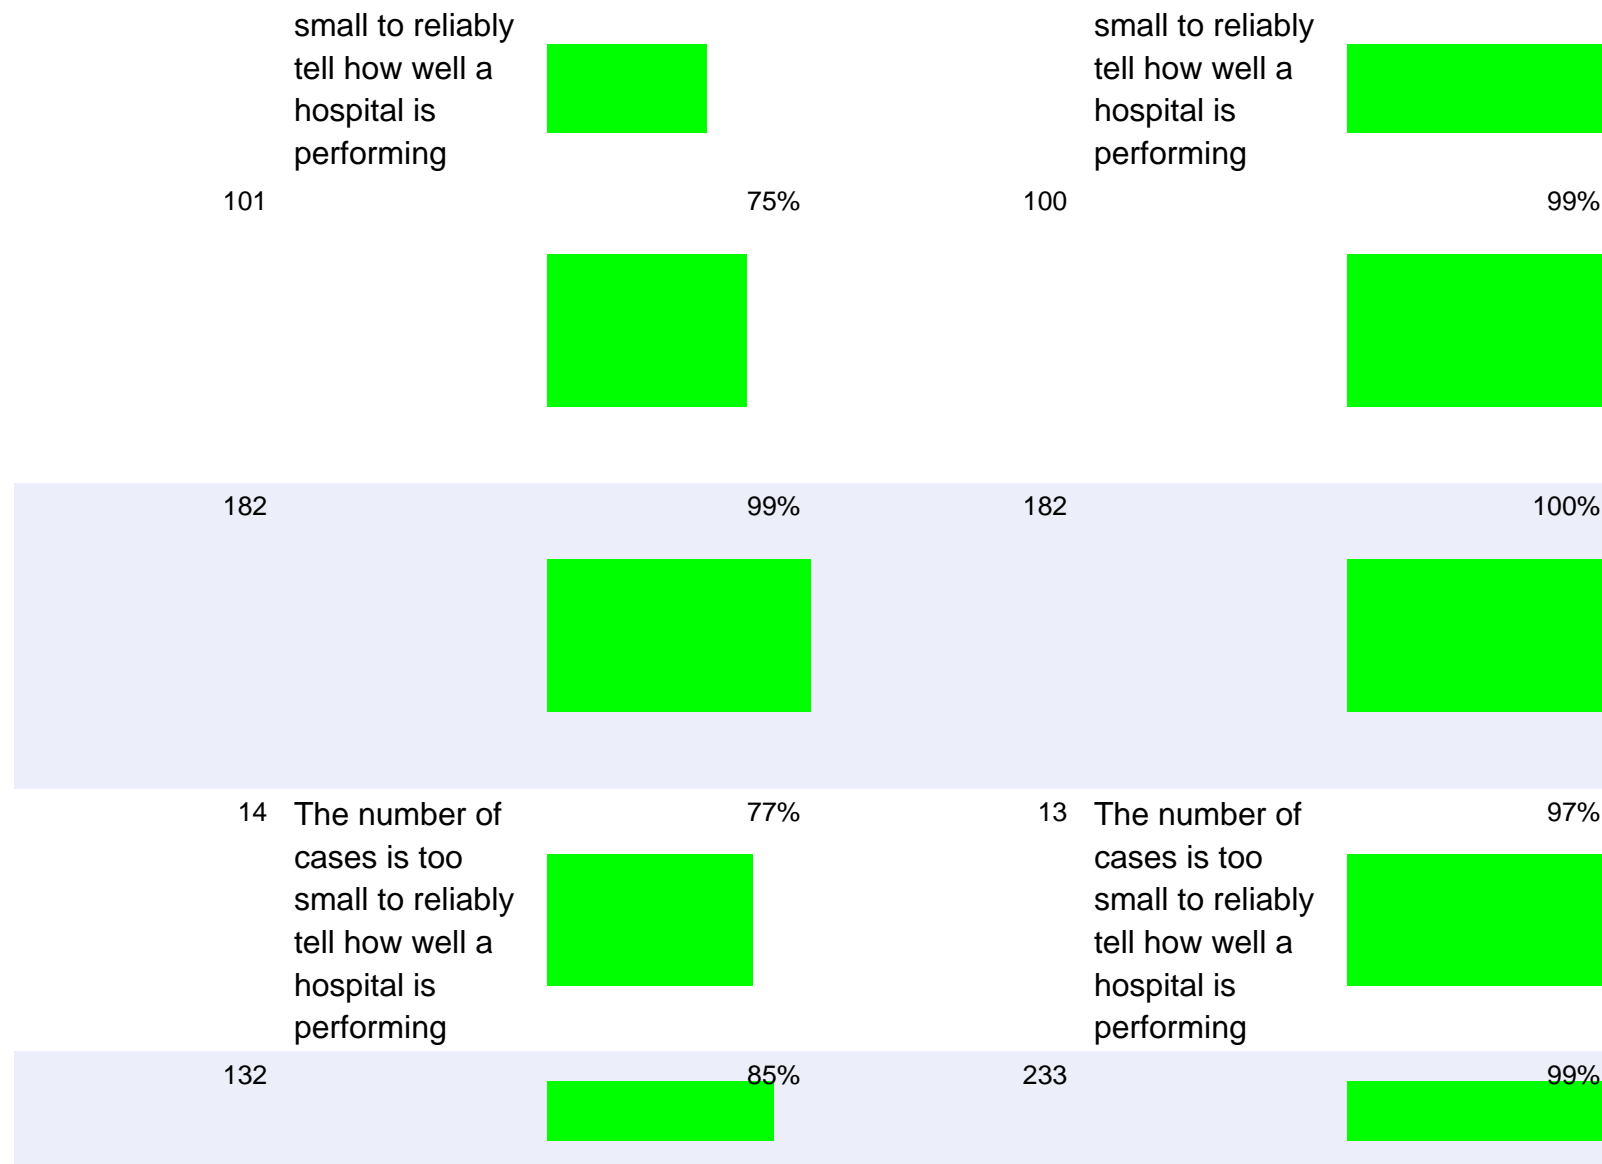 small to reliably small to reliably
tell how well a tell how well a
hospital is hospital is
performing performing
101 75% 100 99%
182 99% 182 100%
14 The number of 77% 13 The number of 97%
cases is too cases is too
small to reliably small to reliably
tell how well a tell how well a
hospital is hospital is
performing performing
132 85% 233 99%